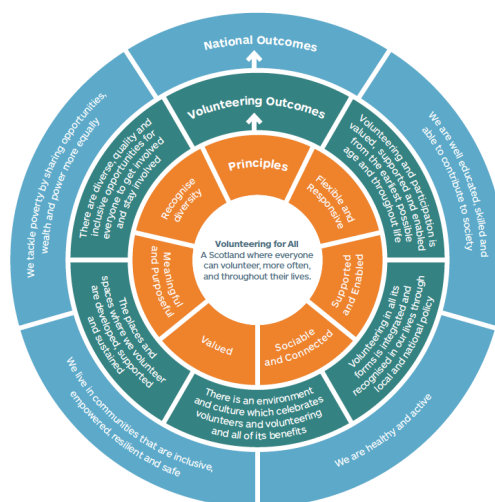 National Outcomes
We are well educated, skilled and
able to contribute to society
We are healthy and active
We live in communities that are inclusive,
empowered, resilient and safe
We tackle poverty by sharing opportunities,
wealth and power more equally
Volunteering Outcomes
Volunteering and participation is
valued, supported and enabled
from the earliest possible
age and throughout life
Volunteering in all its
forms is integrated and
recognised in our lives through
local and national policy
There is an environment
and culture which celebrates
volunteers and volunteering
and all of its benefits
The places and
spaces where we volunteer
are developed, supported
and sustained
There are diverse, quality and
inclusive opportunities for
everyone to get involved
and stay involved
Principles
Flexible and
Responsive
Supported
and Enabled
Sociable
and Connected
Valued
Meaningful
and Purposeful
Recognise
diversity
Volunteering for All
A Scotland where everyone
can volunteer, more often,
and throughout their lives.